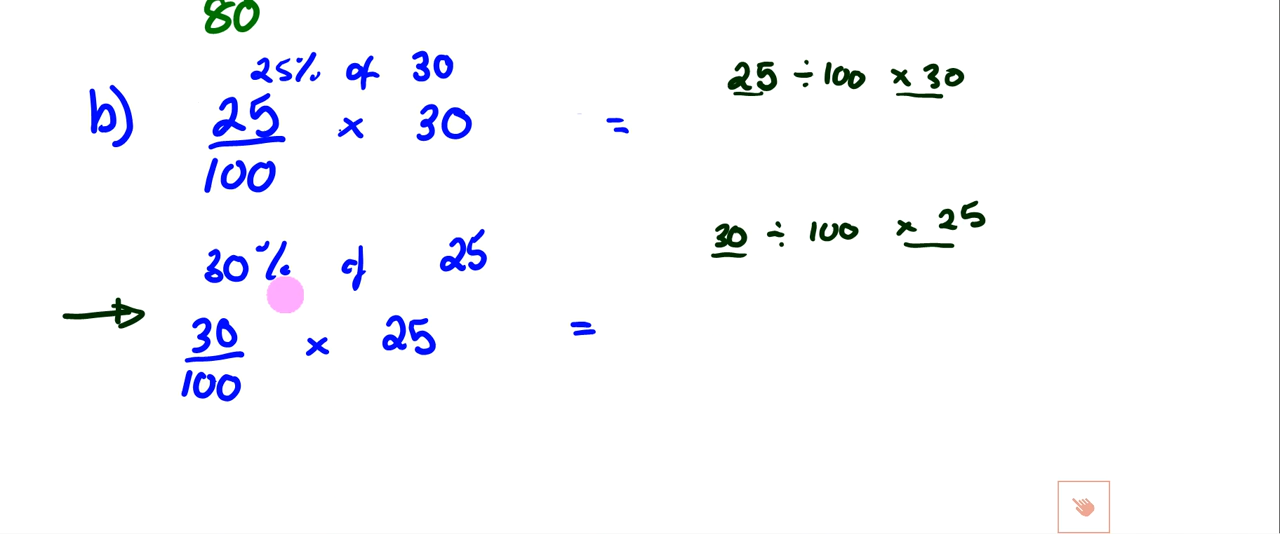 80
25% of 30
b) 25/100 × 30 =
25 ÷ 100 × 30
30% of 25
30 ÷ 100 × 25
30/100 × 25 =